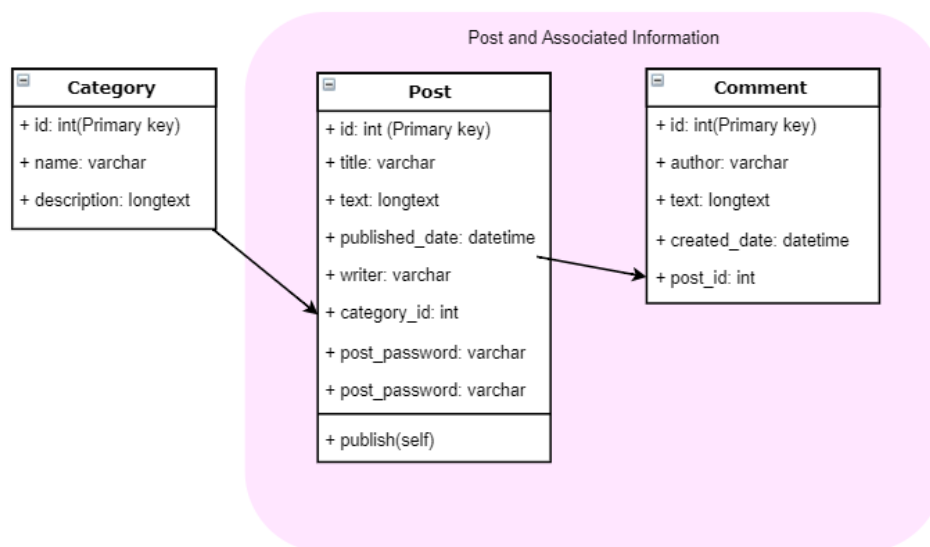 Post and Associated Information
Category
+ id: int(Primary key)
+ name: varchar
+ description: longtext
Post
+ id: int (Primary key)
+ title: varchar
+ text: longtext
+ published_date: datetime
+ writer: varchar
+ category_id: int
+ post_password: varchar
+ post_password: varchar
+ publish(self)
Comment
+ id: int(Primary key)
+ author: varchar
+ text: longtext
+ created_date: datetime
+ post_id: int